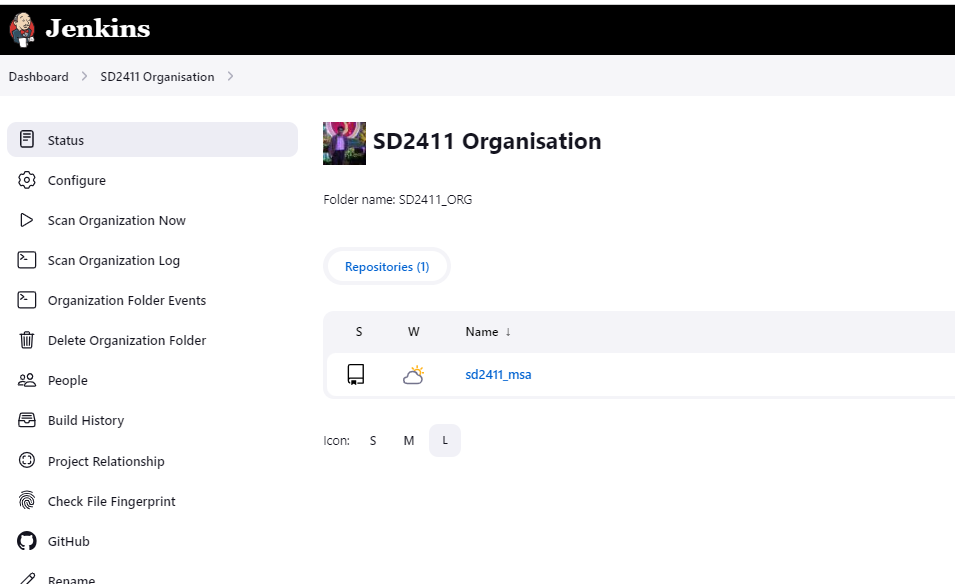 Jenkins
Dashboard > SD2411 Organisation >
Status
Configure
Scan Organization Now
Scan Organization Log
Organization Folder Events
Delete Organization Folder
People
Build History
Project Relationship
Check File Fingerprint
GitHub
Rename
SD2411 Organisation
Folder name: SD2411_ORG
Repositories (1)
S W Name ↓
sd2411_msa
Icon: S M L